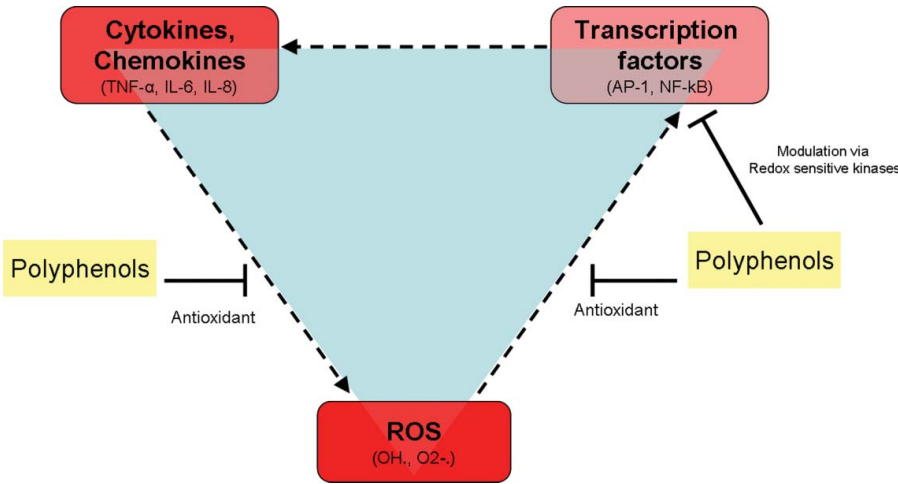 Cytokines,
Chemokines
(TNF-α, IL-6, IL-8)
Transcription
factors
(AP-1, NF-kB)
Modulation via
Redox sensitive kinases
Polyphenols
Antioxidant
Polyphenols
Antioxidant
ROS
(OH., O2-.)